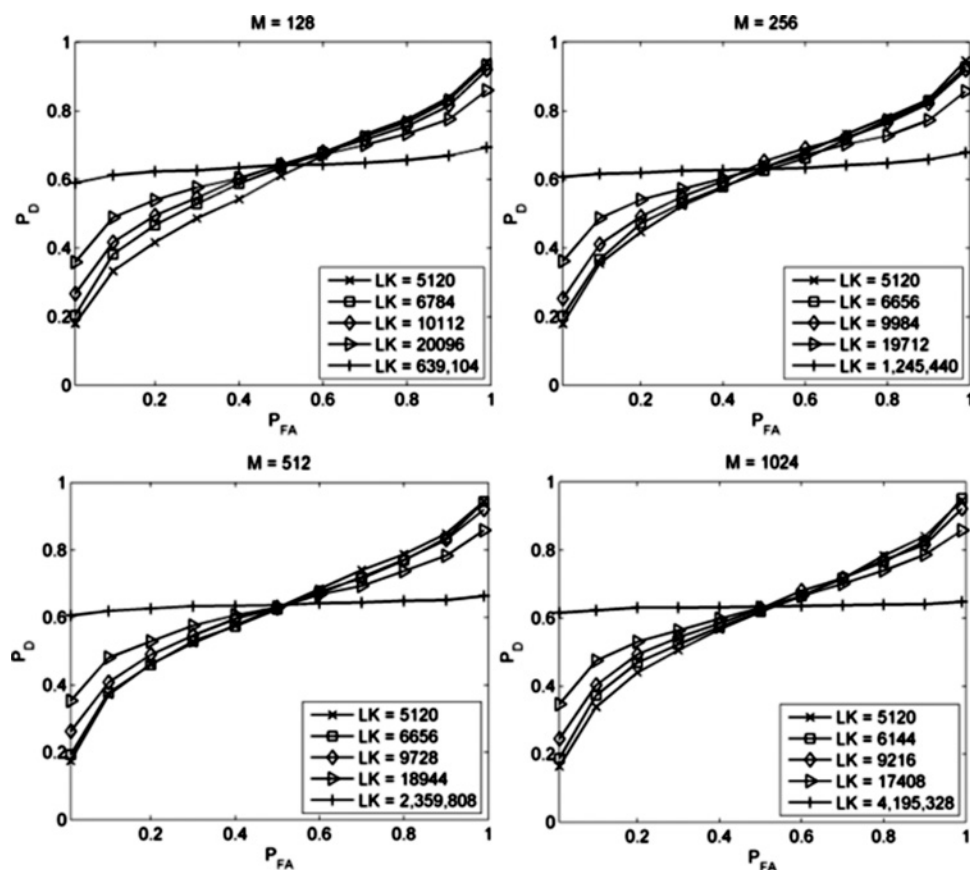 M = 128
1
0.8
0.6
0.4
0.2
0
P_D
0.2 0.4 0.6 0.8 1
P_FA
LK = 5120
LK = 6784
LK = 10112
LK = 20096
LK = 639,104
M = 256
1
0.8
0.6
0.4
0.2
0
P_D
0.2 0.4 0.6 0.8 1
P_FA
LK = 5120
LK = 6656
LK = 9984
LK = 19712
LK = 1,245,440
M = 512
1
0.8
0.6
0.4
0.2
0
P_D
0.2 0.4 0.6 0.8 1
P_FA
LK = 5120
LK = 6656
LK = 9728
LK = 18944
LK = 2,359,808
M = 1024
1
0.8
0.6
0.4
0.2
0
P_D
0.2 0.4 0.6 0.8 1
P_FA
LK = 5120
LK = 6144
LK = 9216
LK = 17408
LK = 4,195,328